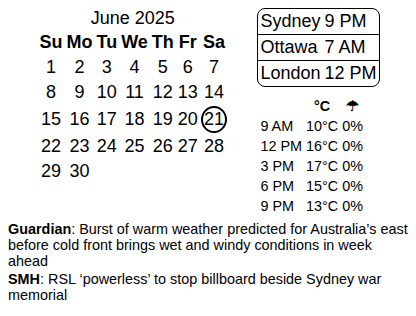 June 2025
Su Mo Tu We Th Fr Sa
1 2 3 4 5 6 7
8 9 10 11 12 13 14
15 16 17 18 19 20 21
22 23 24 25 26 27 28
29 30
Sydney 9 PM
Ottawa 7 AM
London 12 PM
°C ☂
9 AM 10°C 0%
12 PM 16°C 0%
3 PM 17°C 0%
6 PM 15°C 0%
9 PM 13°C 0%
Guardian: Burst of warm weather predicted for Australia’s east
before cold front brings wet and windy conditions in week
ahead
SMH: RSL ‘powerless’ to stop billboard beside Sydney war
memorial